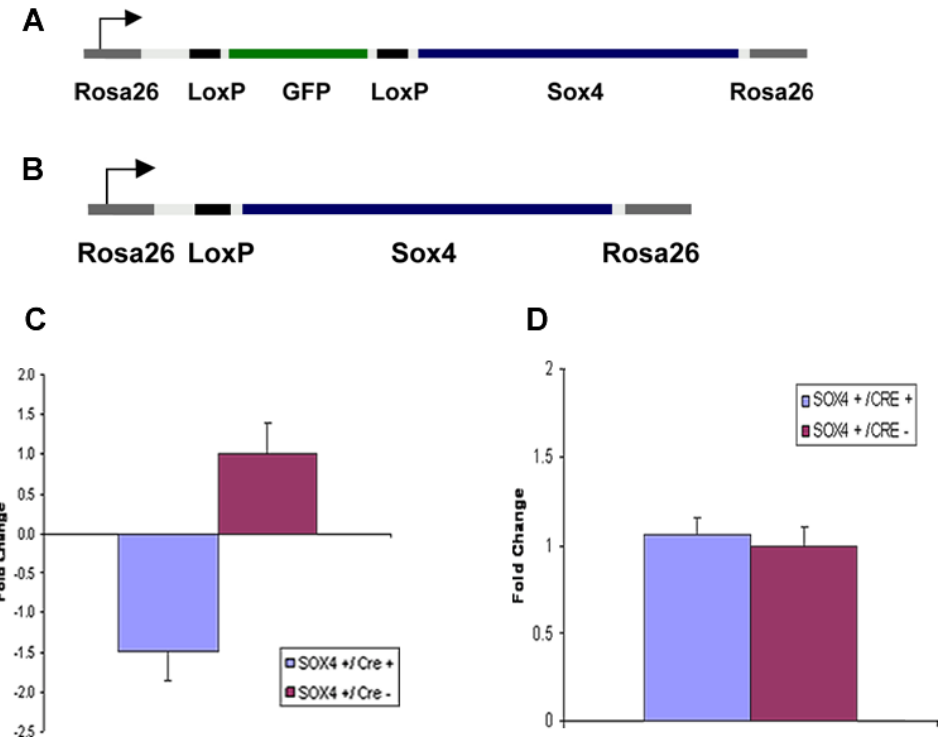 A
Rosa26 LoxP GFP LoxP Sox4 Rosa26
B
Rosa26 LoxP Sox4 Rosa26
C
Fold Change
2.0
1.5
1.0
0.5
0.0
-0.5
-1.0
-1.5
-2.0
-2.5
SOX4 +/ Cre +
SOX4 +/ Cre -
D
Fold Change
2
1.5
1
0.5
0
SOX4 + / CRE +
SOX4 + / CRE -